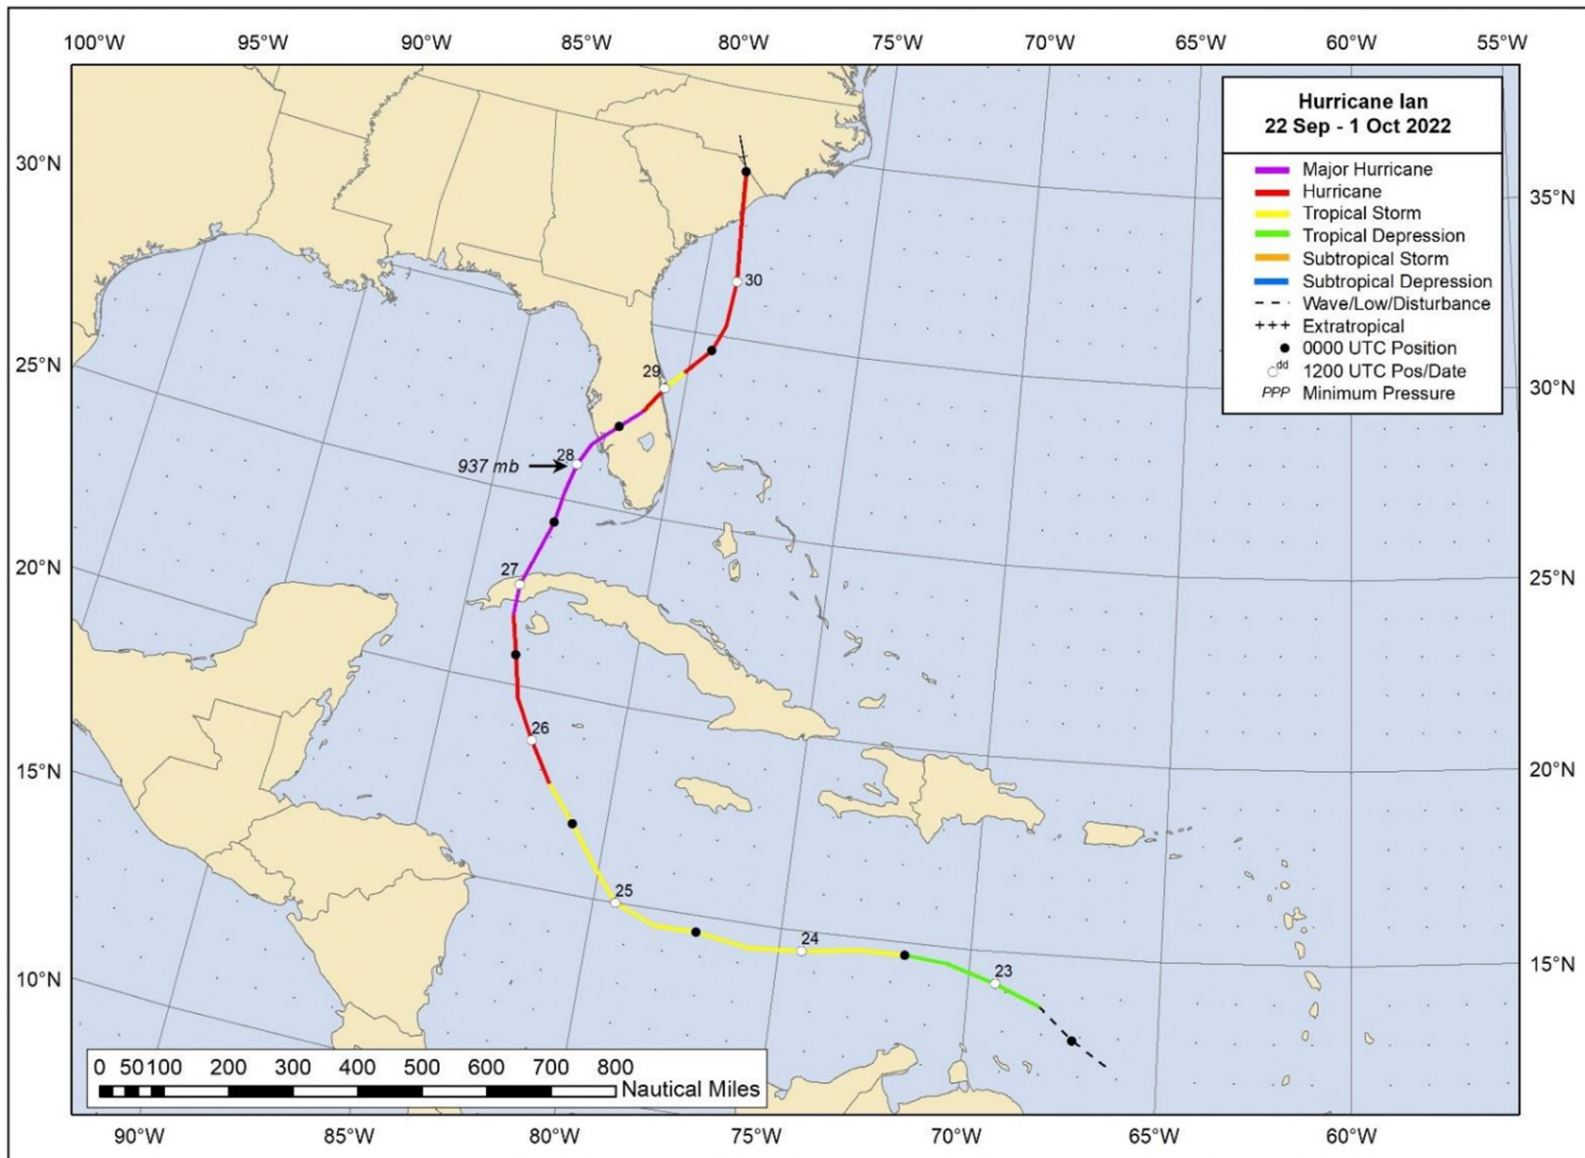 100°W 95°W 90°W 85°W 80°W 75°W 70°W 65°W 60°W 55°W
Hurricane Ian
22 Sep - 1 Oct 2022
Major Hurricane
Hurricane
Tropical Storm
Tropical Depression
Subtropical Storm
Subtropical Depression
Wave/Low/Disturbance
+++ Extratropical
0000 UTC Position
dd 1200 UTC Pos/Date
PPP Minimum Pressure
30°N
25°N
20°N
15°N
10°N
35°N
30°N
25°N
20°N
15°N
30
29
28
937 mb
27
26
25
24
23
0 50 100 200 300 400 500 600 700 800
Nautical Miles
90°W 85°W 80°W 75°W 70°W 65°W 60°W